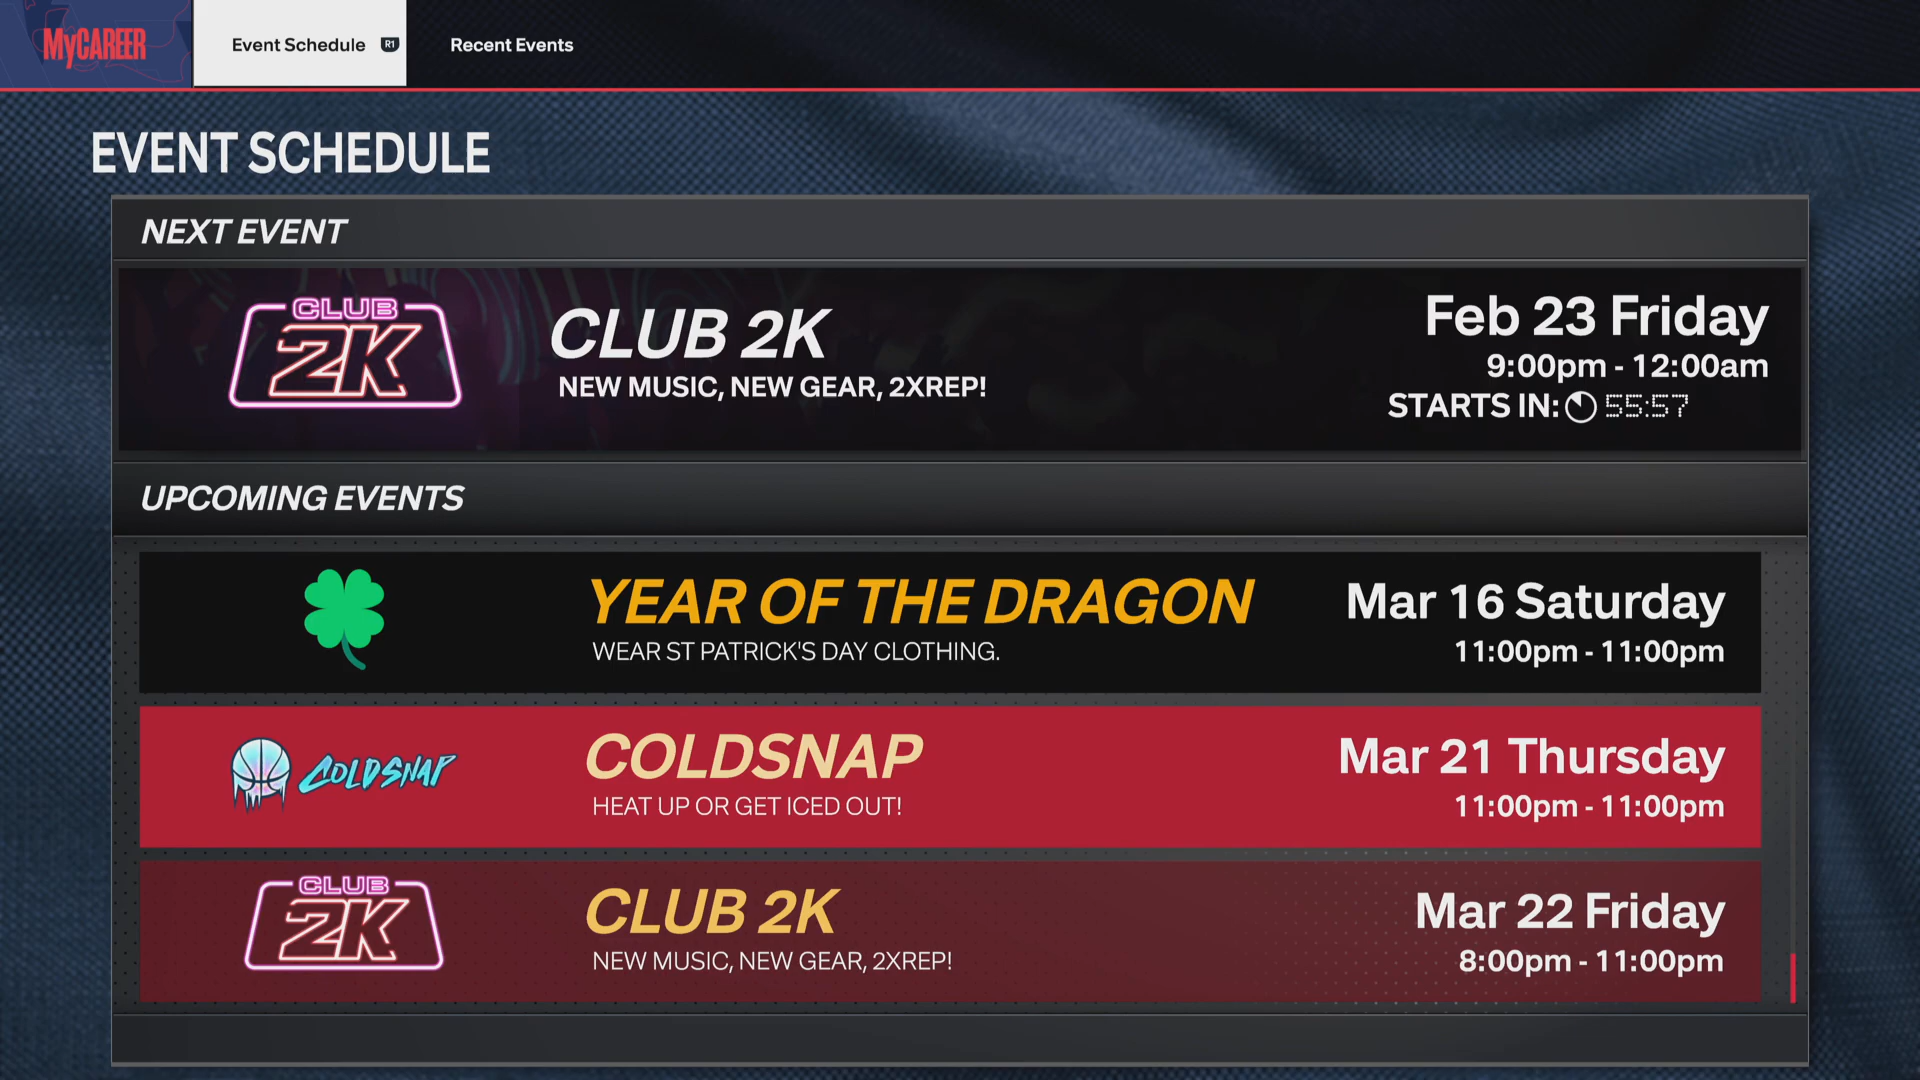 MyCAREER
Event Schedule R1
Recent Events
EVENT SCHEDULE
NEXT EVENT
CLUB
2K
CLUB 2K
NEW MUSIC, NEW GEAR, 2XREP!
Feb 23 Friday
9:00pm - 12:00am
STARTS IN: 55:57
UPCOMING EVENTS
YEAR OF THE DRAGON
WEAR ST PATRICK'S DAY CLOTHING.
Mar 16 Saturday
11:00pm - 11:00pm
COLDSNAP
COLDSNAP
HEAT UP OR GET ICED OUT!
Mar 21 Thursday
11:00pm - 11:00pm
CLUB
2K
CLUB 2K
NEW MUSIC, NEW GEAR, 2XREP!
Mar 22 Friday
8:00pm - 11:00pm